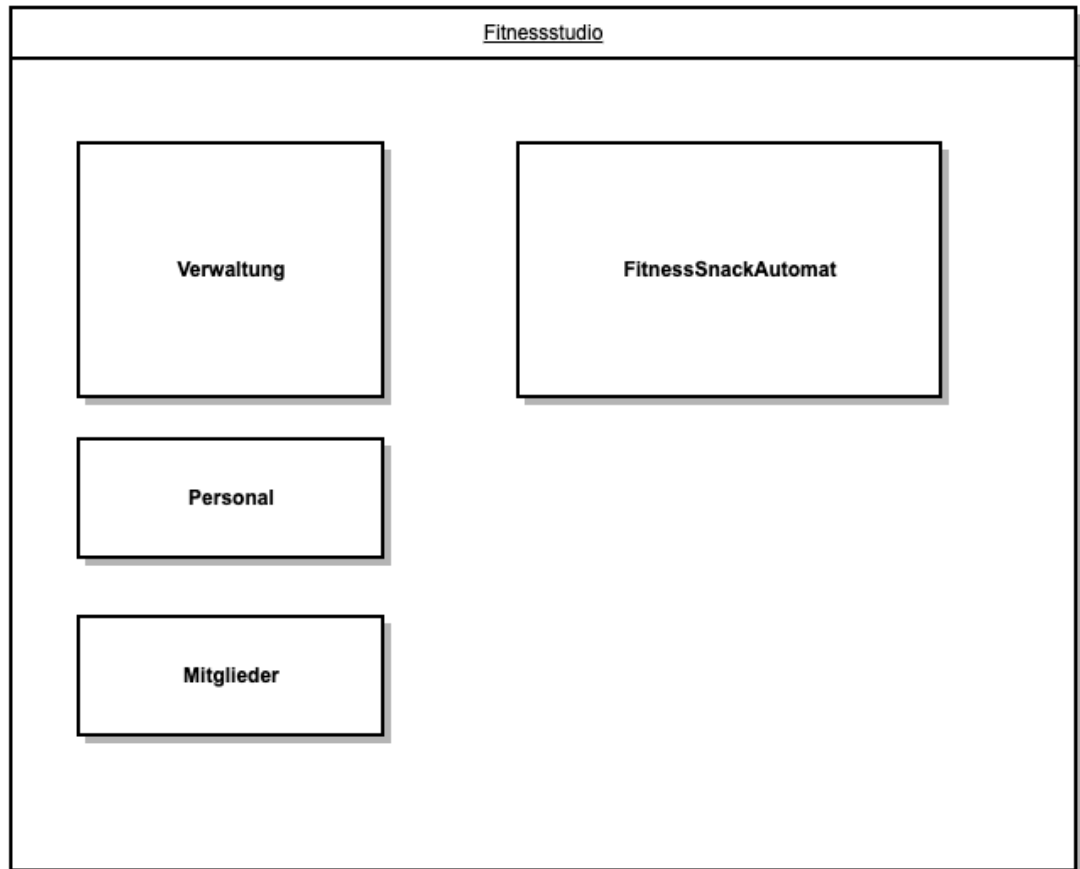 Fitnessstudio
Verwaltung
FitnessSnackAutomat
Personal
Mitglieder